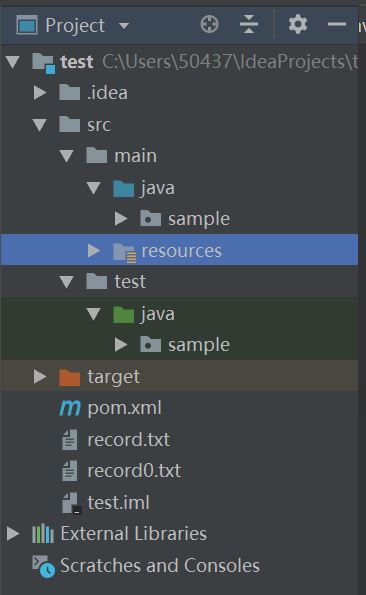 Project
test C:\Users\50437\IdeaProjects\t
.idea
src
main
java
sample
resources
test
java
sample
target
pom.xml
record.txt
record0.txt
test.iml
External Libraries
Scratches and Consoles